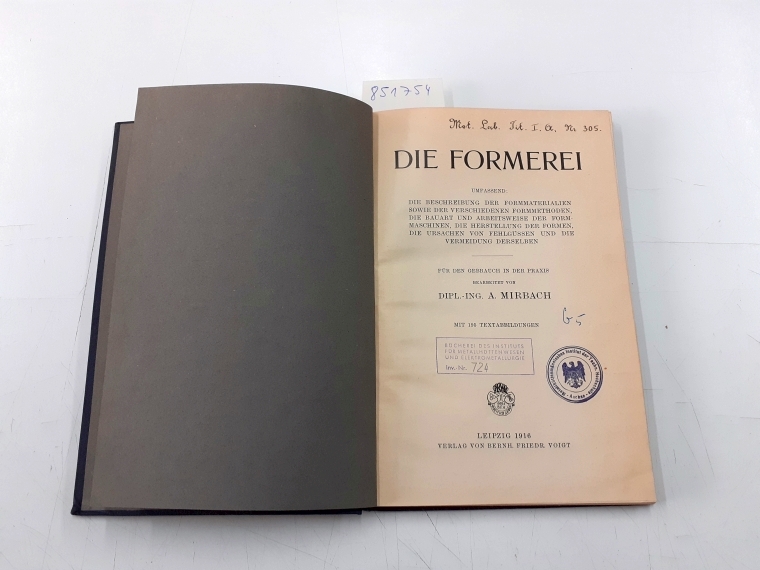 851754
Met. Lab. Tit. I. A, Nr 305.
DIE FORMEREI
UMFASSEND:
DIE BESCHREIBUNG DER FORMMATERIALIEN
SOWIE DER VERSCHIEDENEN FORMMETHODEN,
DIE BAUART UND ARBEITSWEISE DER FORM-
MASCHINEN, DIE HERSTELLUNG DER FORMEN,
DIE URSACHEN VON FEHLGÜSSEN UND DIE
VERMEIDUNG DERSELBEN
FÜR DEN GEBRAUCH IN DER PRAXIS
BEARBEITET VON
DIPL.-ING. A. MIRBACH
MIT 188 TEXTABBILDUNGEN
BÜCHEREI DES INSTITUTS
FÜR METALLHÜTTENWESEN
UND ELEKTROMETALLURGIE
Inv.-Nr. 724
LEIPZIG 1916
VERLAG VON BERNH. FRIEDR. VOIGT